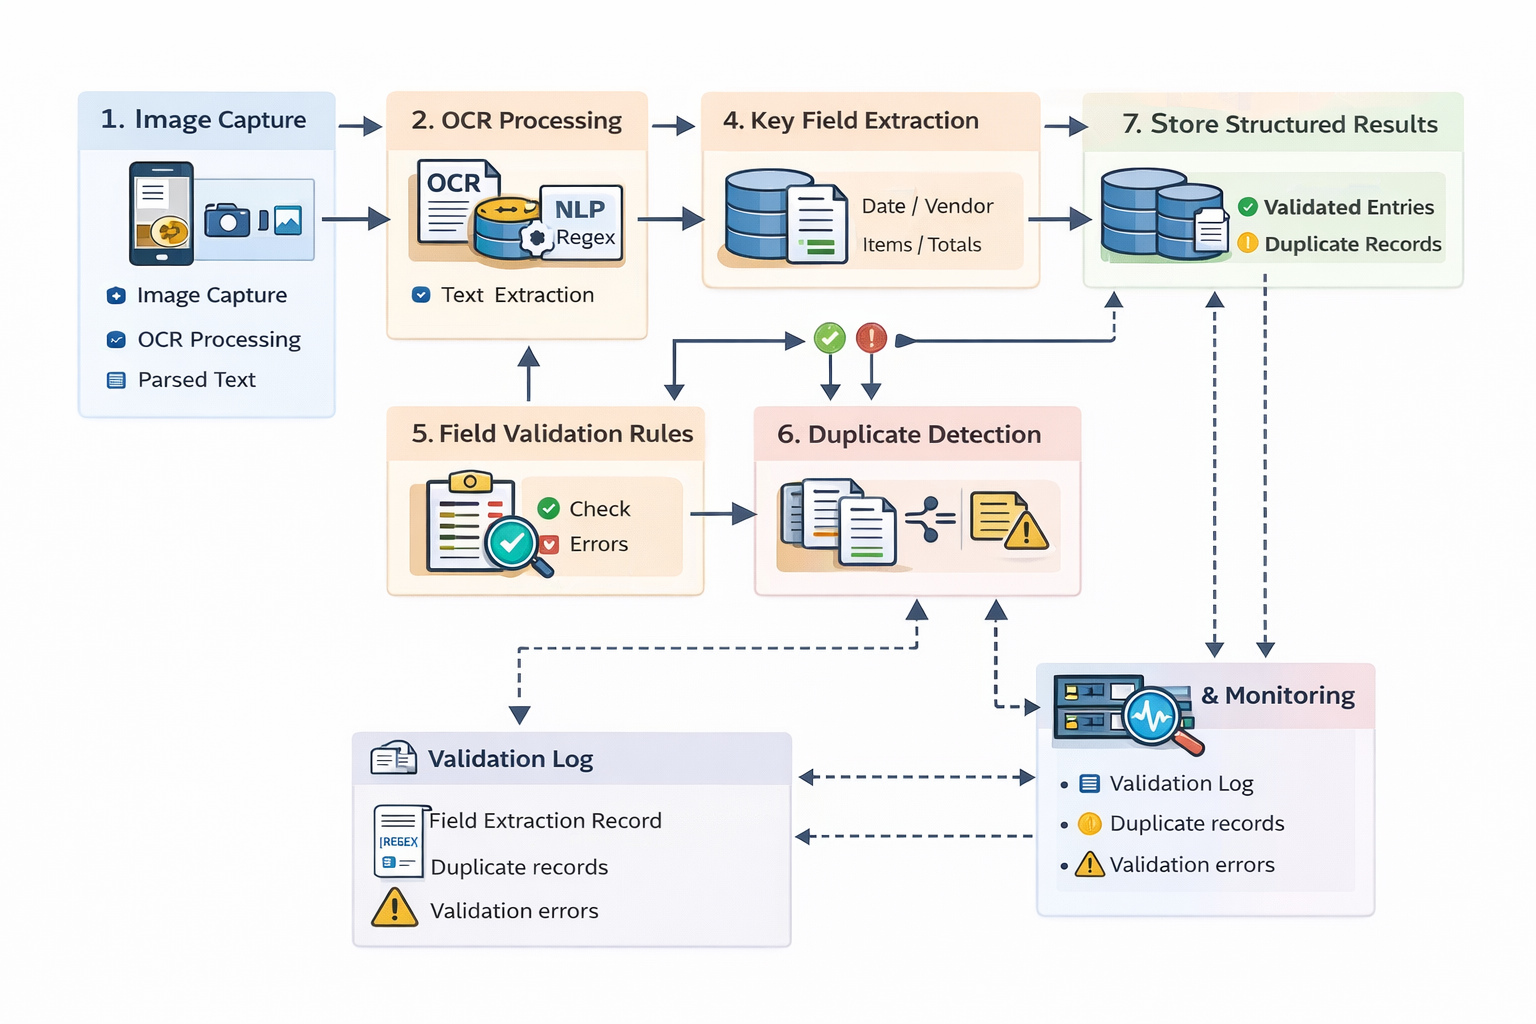 1. Image Capture
Image Capture
OCR Processing
Parsed Text
2. OCR Processing
OCR
NLP
Regex
Text Extraction
4. Key Field Extraction
Date / Vendor
Items / Totals
7. Store Structured Results
Validated Entries
Duplicate Records
5. Field Validation Rules
Check
Errors
6. Duplicate Detection
Validation Log
Field Extraction Record
|REGEX
Duplicate records
Validation errors
& Monitoring
Validation Log
Duplicate records
Validation errors